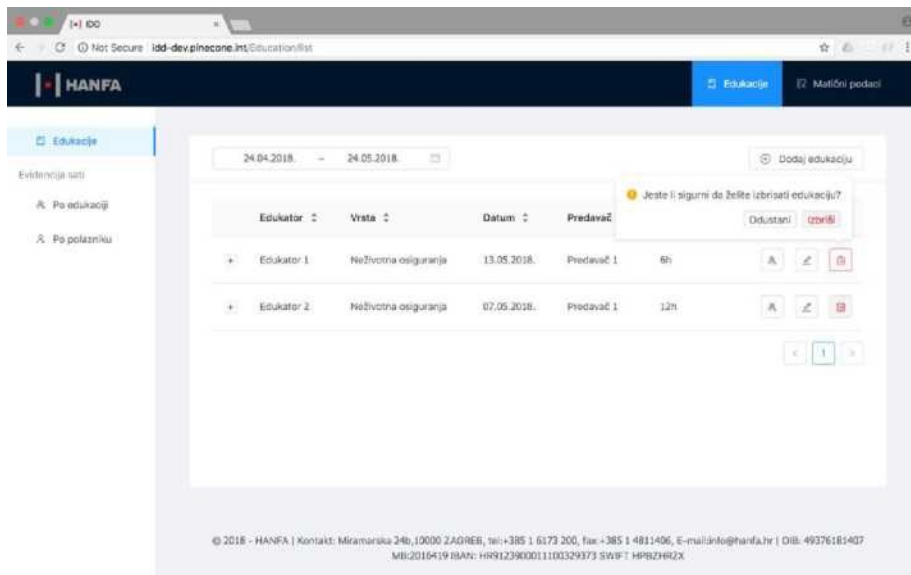 [•] IDD
Not Secure idd-dev.pinecone.int/Education/list
HANFA
Edukacije
Matični podaci
Edukacije
Evidencija sati
Po edukaciji
Po polazniku
24.04.2018. ~ 24.05.2018.
Dodaj edukaciju
Jeste li sigurni da želite izbrisati edukaciju?
Odustani Izbriši
Edukator Vrsta Datum Predavač
+ Edukator 1 Neživotna osiguranja 13.05.2018. Predavač 1 6h
+ Edukator 2 Neživotna osiguranja 07.05.2018. Predavač 1 12h
< 1 >
© 2018 - HANFA | Kontakt: Miramarska 24b,10000 ZAGREB, tel:+385 1 6173 200, fax:+385 1 4811406, E-mail:info@hanfa.hr | OIB: 49376181407
MB:2016419 IBAN: HR9123900011100329373 SWIFT HPBZHR2X